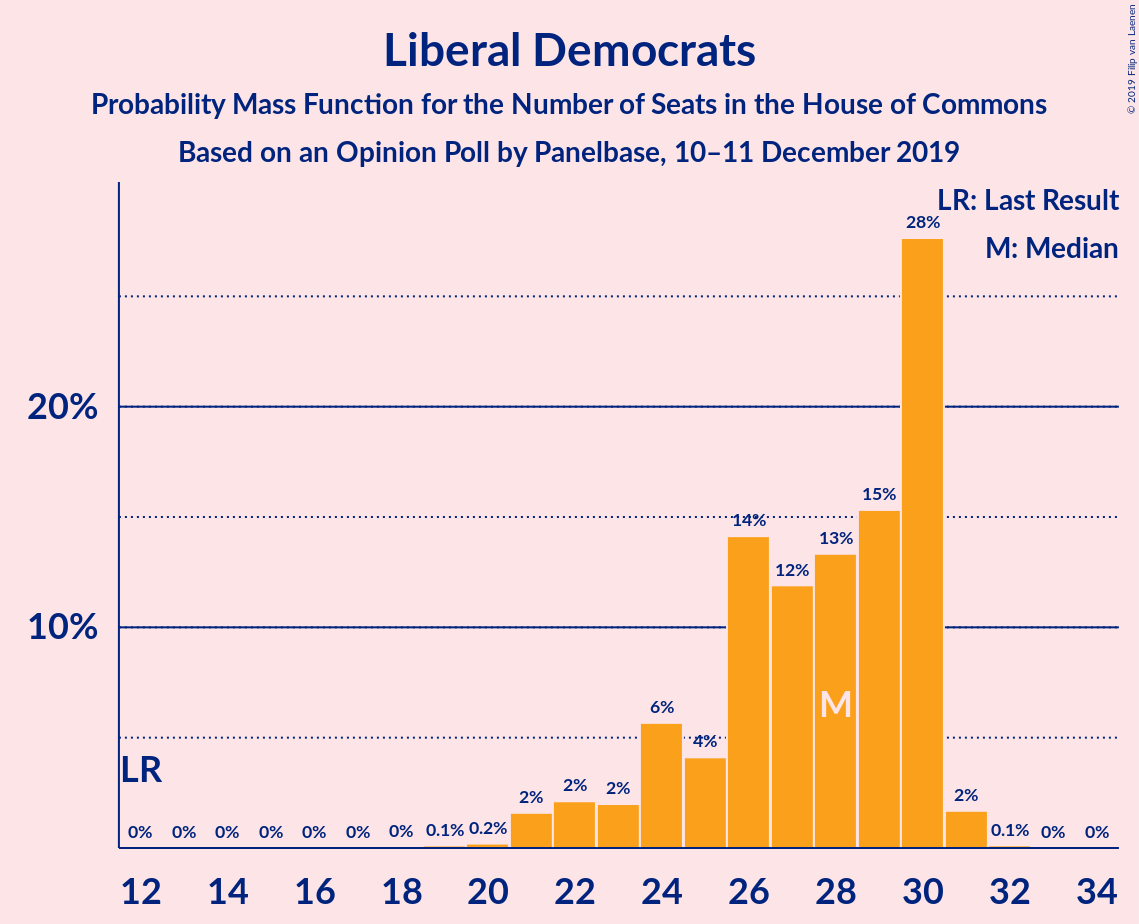 Liberal Democrats
Probability Mass Function for the Number of Seats in the House of Commons
Based on an Opinion Poll by Panelbase, 10–11 December 2019
© 2019 Filip van Laenen
LR: Last Result
M: Median
28%
20%
15%
14%
13%
12%
10%
M
6%
4%
LR
2%
2%
2%
2%
0%
0%
0%
0%
0%
0%
0%
0.1%
0.2%
0.1%
0%
0%
12 14 16 18 20 22 24 26 28 30 32 34